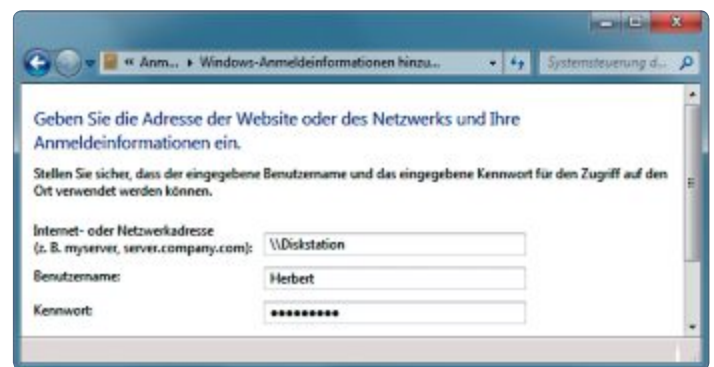 « Anm... ▸ Windows-Anmeldeinformationen hinzu...
Systemsteuerung d...
Geben Sie die Adresse der Website oder des Netzwerks und Ihre
Anmeldeinformationen ein.
Stellen Sie sicher, dass der eingegebene Benutzername und das eingegebene Kennwort für den Zugriff auf den
Ort verwendet werden können.
Internet- oder Netzwerkadresse
(z. B. myserver, server.company.com): \\Diskstation
Benutzername: Herbert
Kennwort: •••••••••